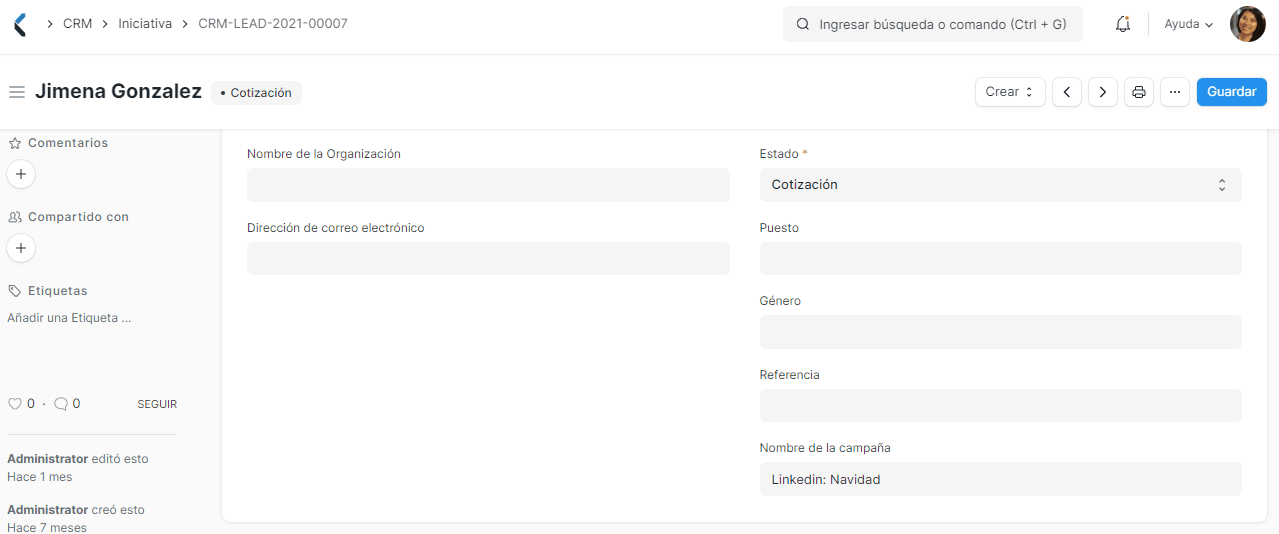 CRM Iniciativa CRM-LEAD-2021-00007
Ingresar búsqueda o comando (Ctrl + G)
Ayuda
Jimena Gonzalez
• Cotización
Crear
...
Guardar
Comentarios
Compartido con
Etiquetas
Añadir una Etiqueta ...
0 · 0 SEGUIR
Administrator editó esto
Hace 1 mes
Administrator creó esto
Hace 7 meses
Nombre de la Organización
Dirección de correo electrónico
Estado *
Cotización
Puesto
Género
Referencia
Nombre de la campaña
Linkedin: Navidad